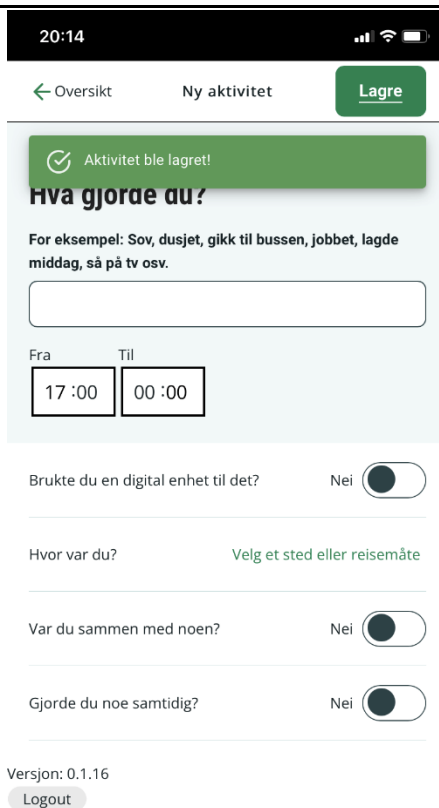 20:14
Oversikt
Ny aktivitet
Lagre
Aktivitet ble lagret!
Hva gjorde du?
For eksempel: Sov, dusjet, gikk til bussen, jobbet, lagde
middag, så på tv osv.
Fra Til
17:00 00:00
Brukte du en digital enhet til det? Nei
Hvor var du? Velg et sted eller reisemåte
Var du sammen med noen? Nei
Gjorde du noe samtidig? Nei
Versjon: 0.1.16
Logout